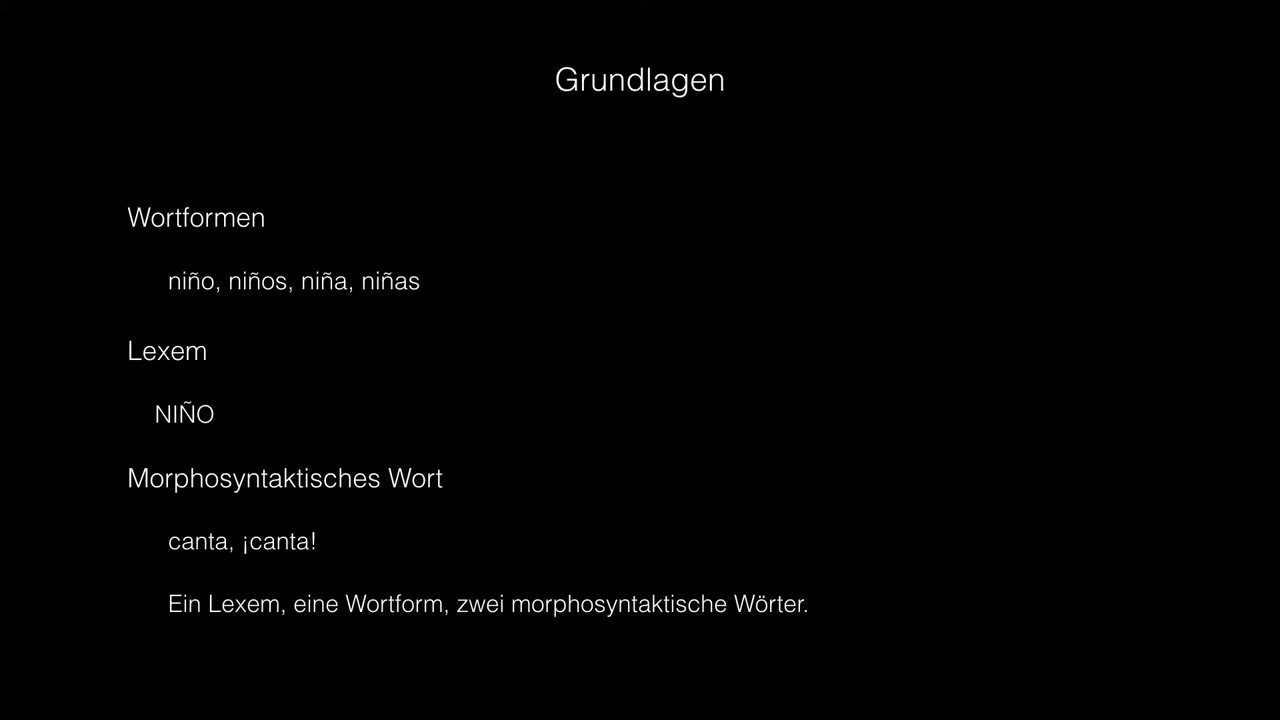 Grundlagen
Wortformen
niño, niños, niña, niñas
Lexem
NIÑO
Morphosyntaktisches Wort
canta, ¡canta!
Ein Lexem, eine Wortform, zwei morphosyntaktische Wörter.